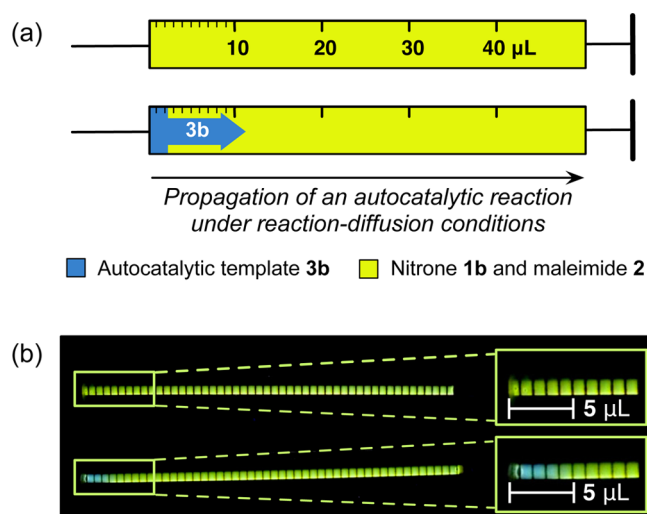 (a)
10 20 30 40 µL
3b
Propagation of an autocatalytic reaction
under reaction-diffusion conditions
Autocatalytic template 3b Nitrone 1b and maleimide 2
(b)
5 µL
5 µL